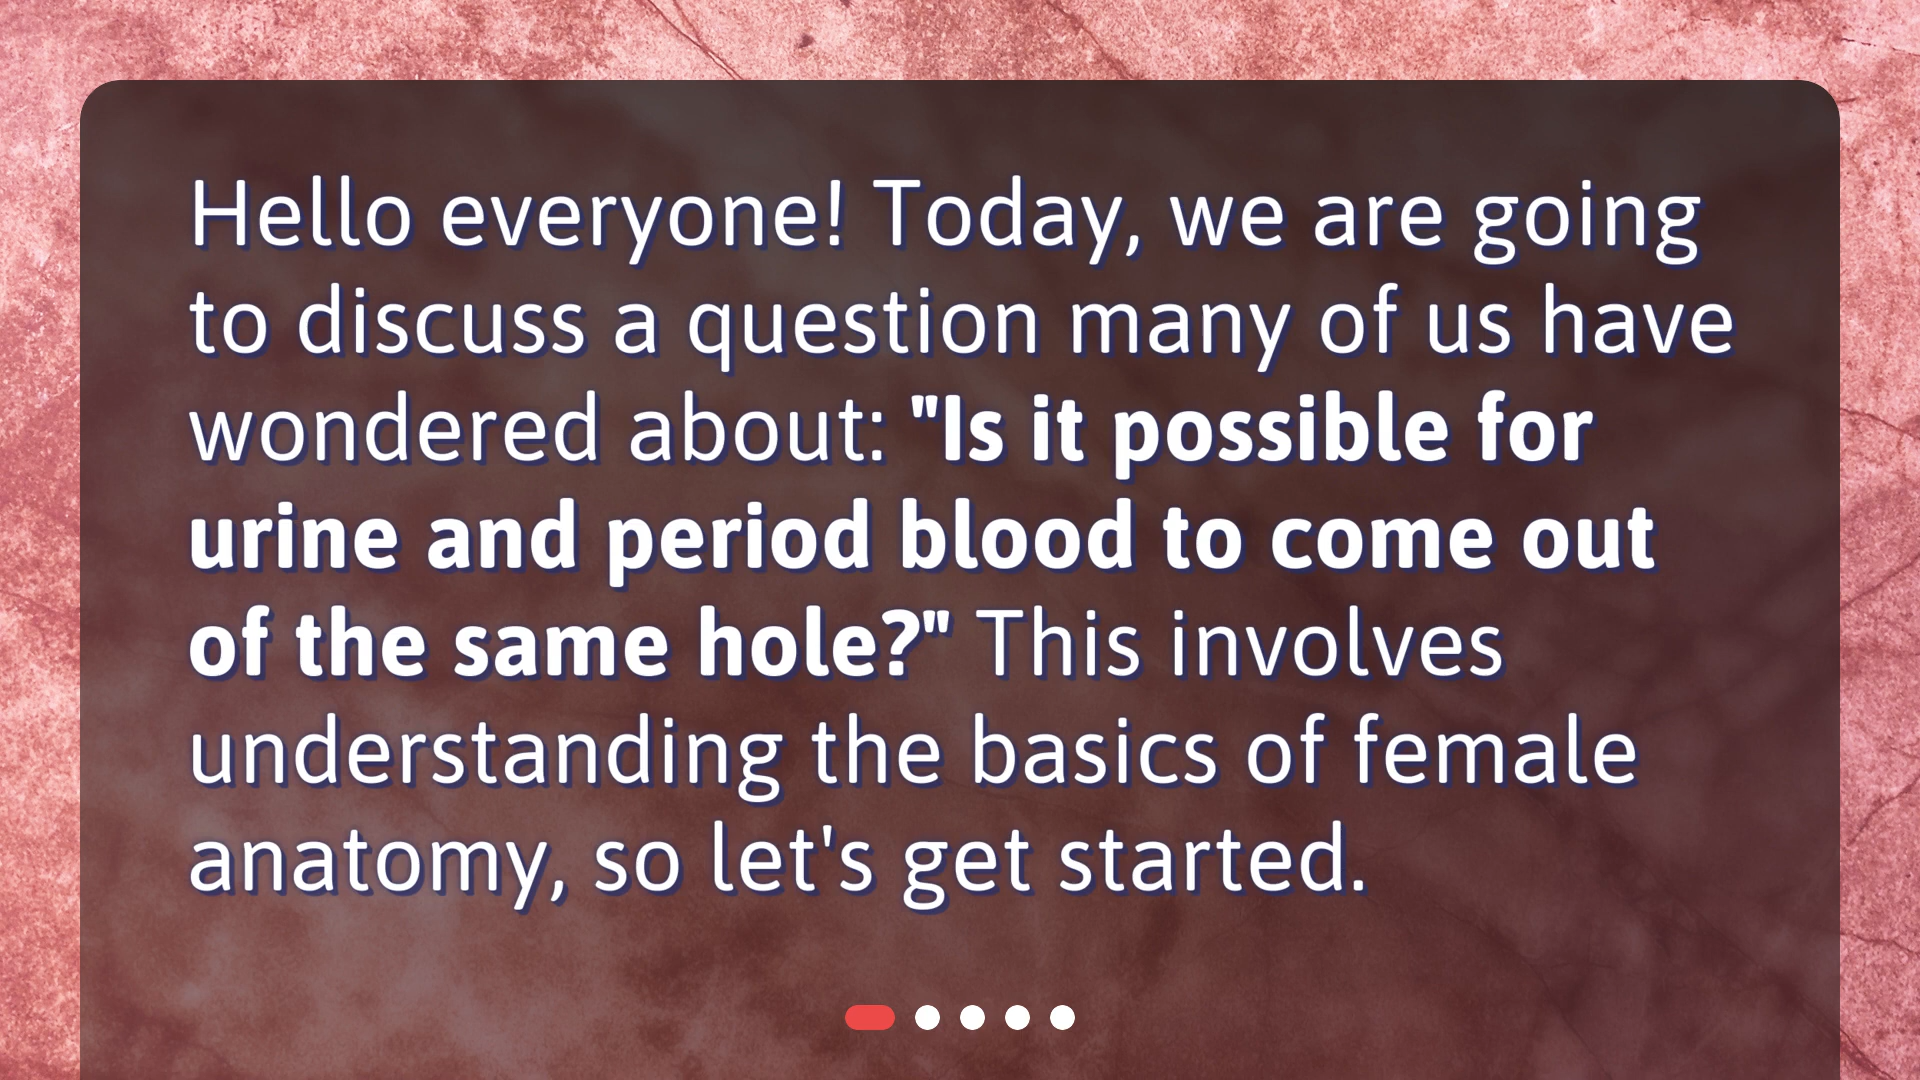 Hello everyone! Today, we are going
to discuss a question many of us have
wondered about: "Is it possible for
urine and period blood to come out
of the same hole?" This involves
understanding the basics of female
anatomy, so let's get started.